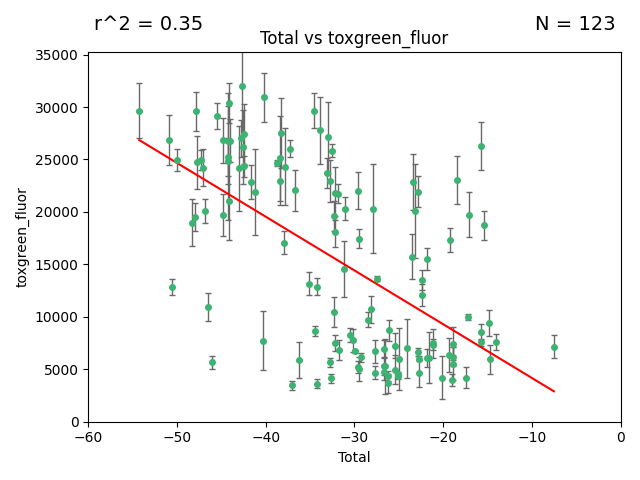 r^2 = 0.35 N = 123
Total vs toxgreen_fluor
35000
30000
25000
20000
15000
10000
5000
0
toxgreen_fluor
−60 −50 −40 −30 −20 −10 0
Total